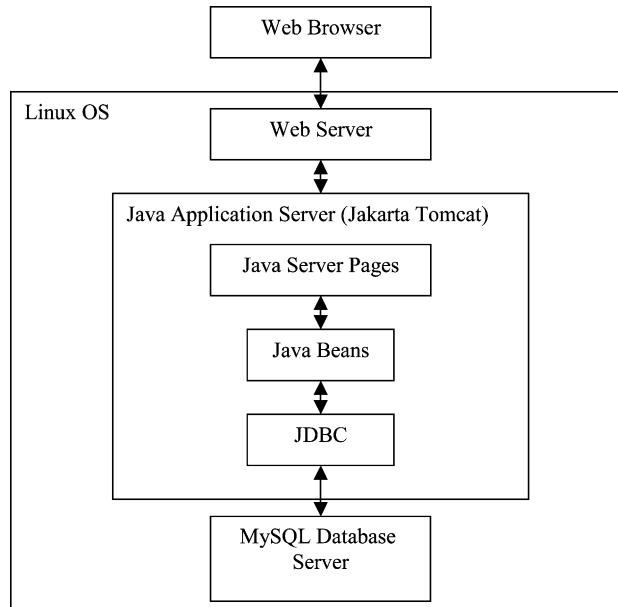 Web Browser
Linux OS
Web Server
Java Application Server (Jakarta Tomcat)
Java Server Pages
Java Beans
JDBC
MySQL Database
Server